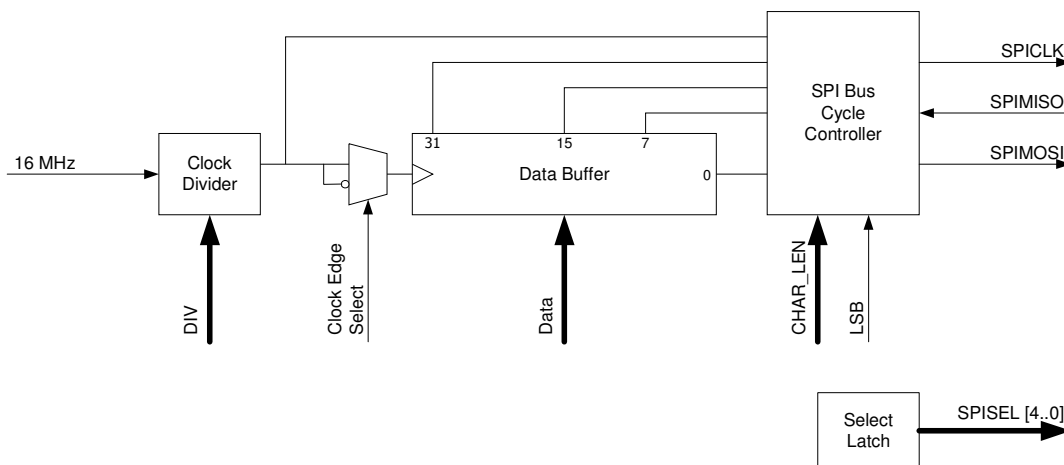 SPICLK
SPI Bus
Cycle
Controller
SPIMISO
31
15
7
16 MHz
Clock
Divider
Data Buffer
0
SPIMOSI
DIV
Clock Edge
Select
Data
CHAR_LEN
LSB
Select
Latch
SPISEL [4..0]